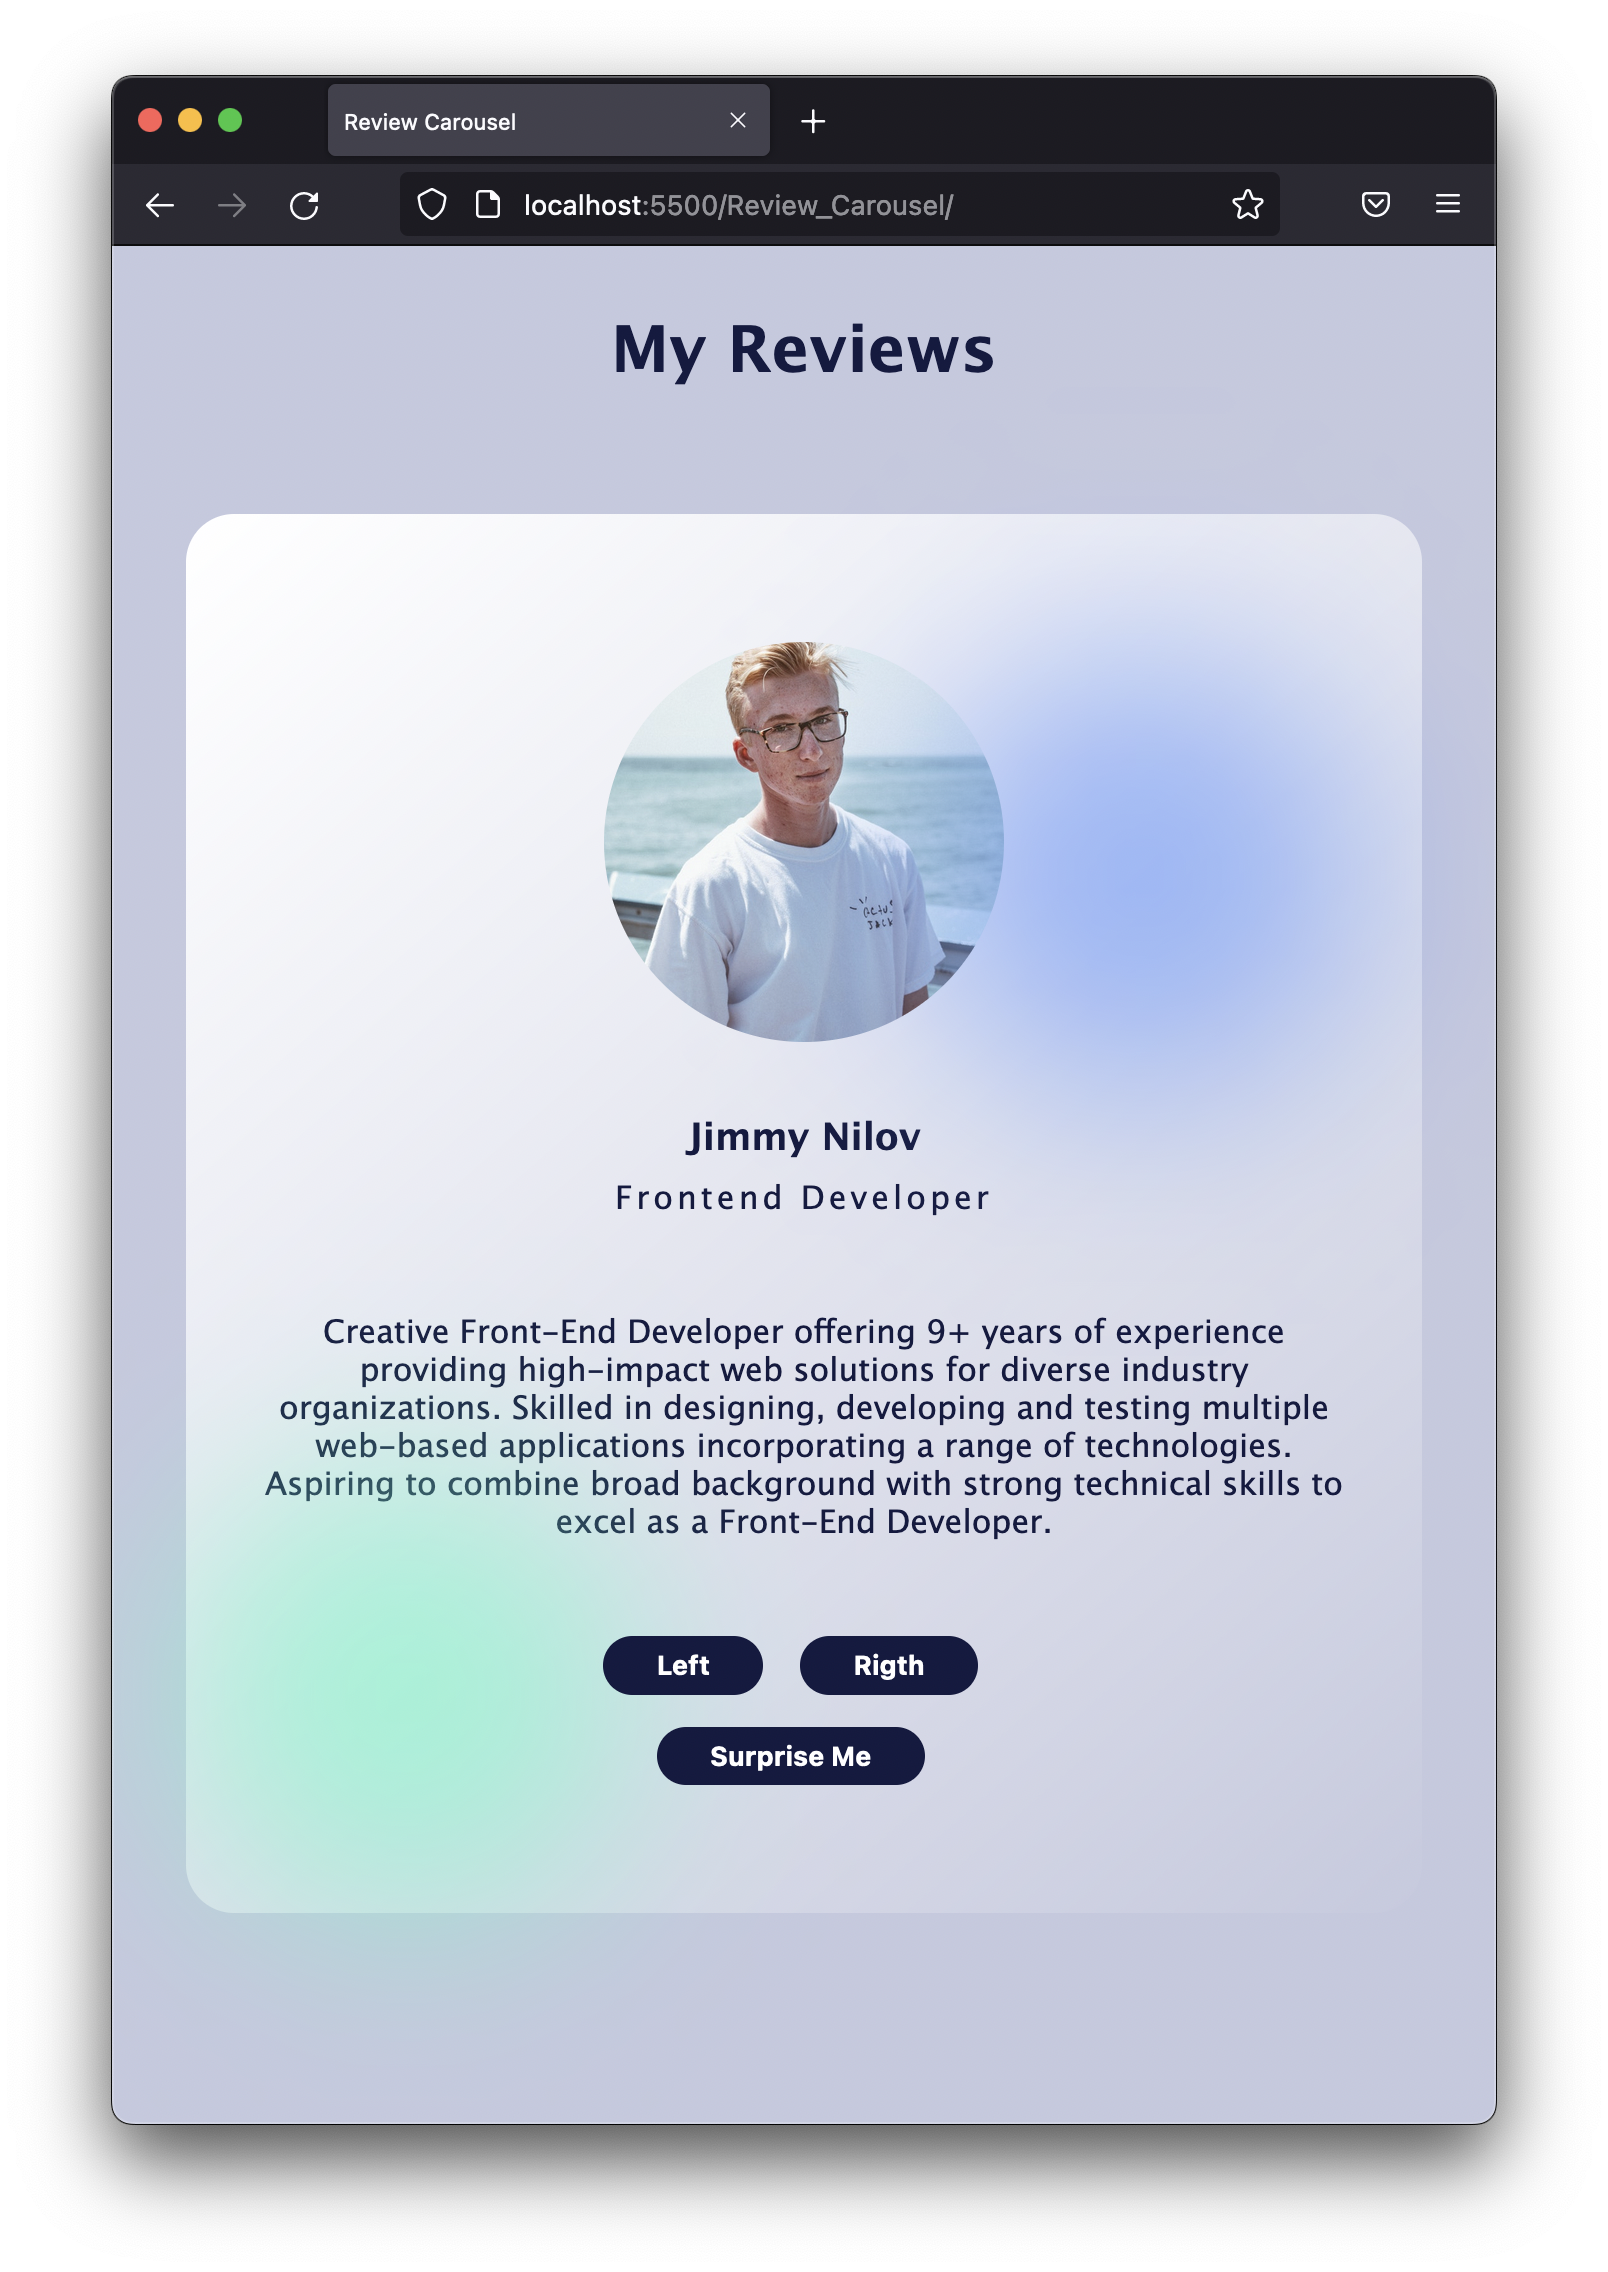 Review Carousel
localhost:5500/Review_Carousel/
My Reviews
Jimmy Nilov
Frontend Developer
Creative Front-End Developer offering 9+ years of experience
providing high-impact web solutions for diverse industry
organizations. Skilled in designing, developing and testing multiple
web-based applications incorporating a range of technologies.
Aspiring to combine broad background with strong technical skills to
excel as a Front-End Developer.
Left Rigth
Surprise Me